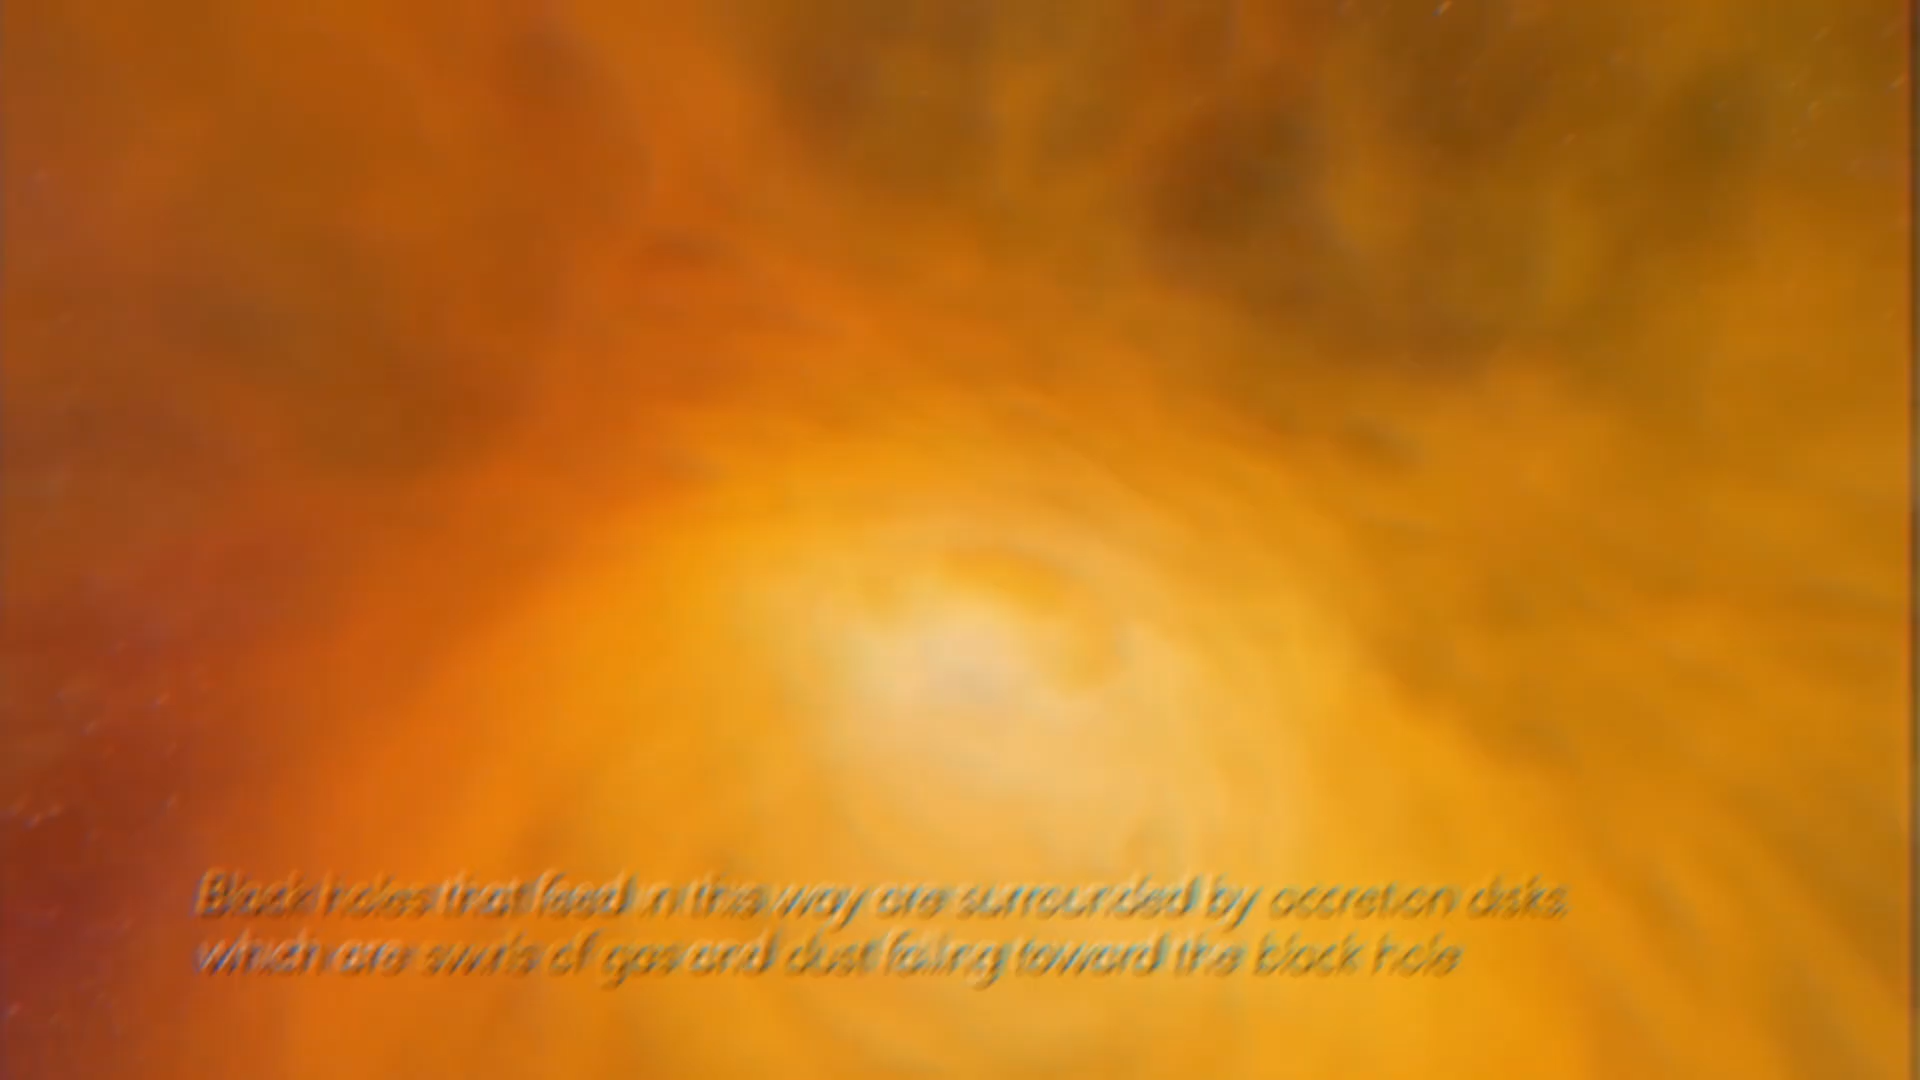 Black holes that feed in this way are surrounded by accretion disks,
which are swirls of gas and dust falling toward the black hole